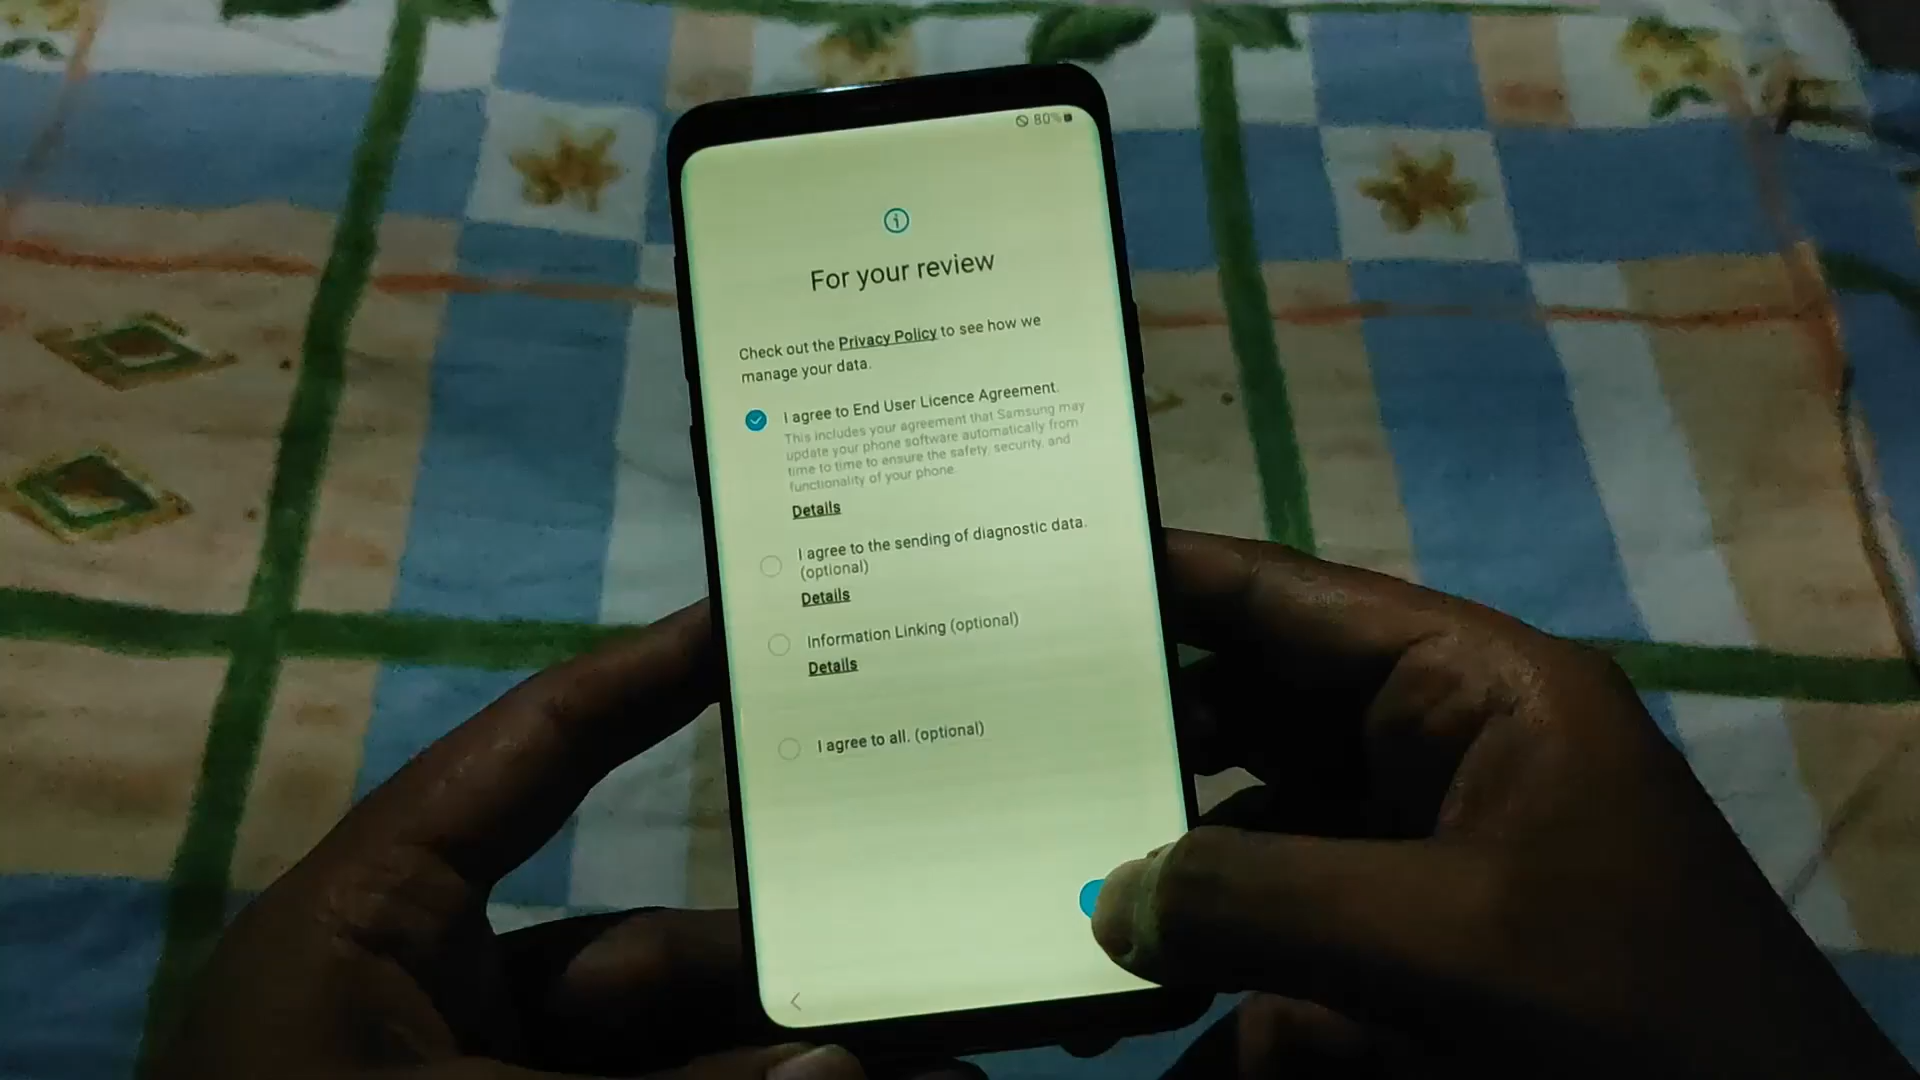 80%
For your review
Check out the Privacy Policy to see how we
manage your data.
I agree to End User Licence Agreement.
This includes your agreement that Samsung may
update your phone software automatically from
time to time to ensure the safety, security, and
functionality of your phone.
Details
I agree to the sending of diagnostic data.
(optional)
Details
Information Linking (optional)
Details
I agree to all. (optional)